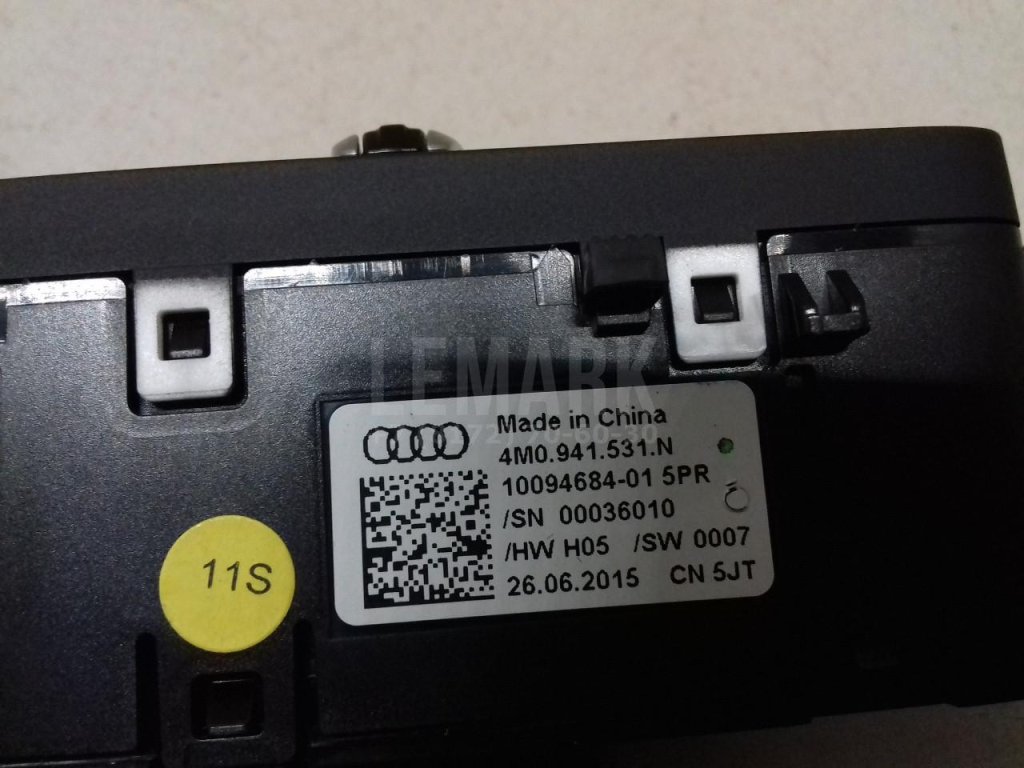 LEMARK
Made in China
4M0.941.531.N
10094684-01 5PR
/SN 00036010
/HW H05 /SW 0007
26.06.2015 CN 5JT
11S